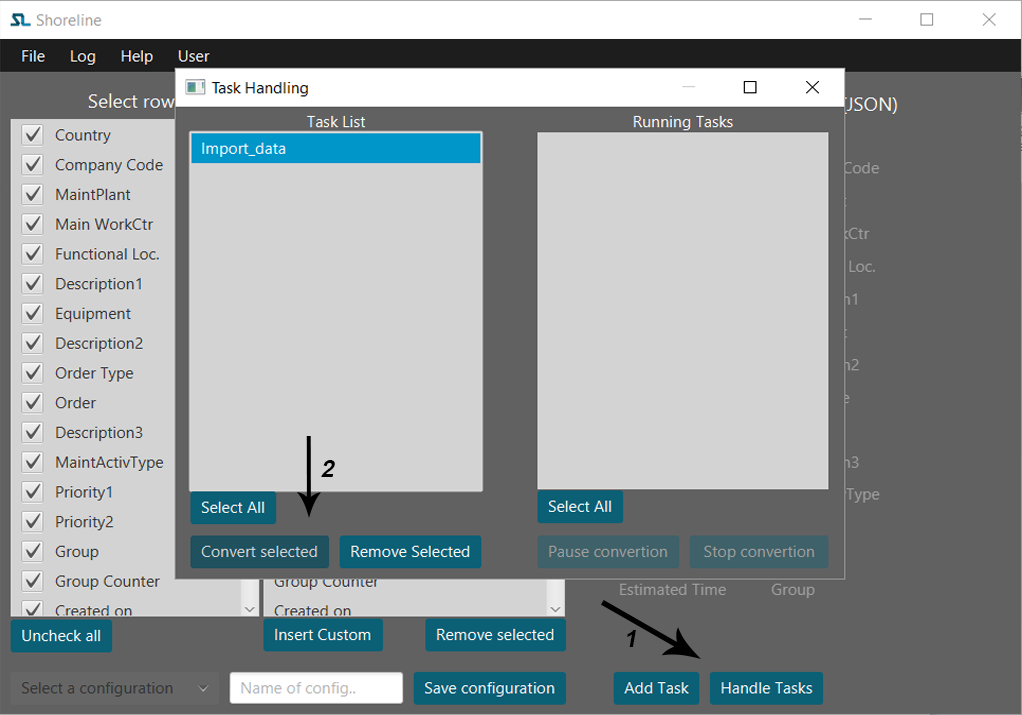 SL Shoreline
File Log Help User
Task Handling
Select row
(JSON)
Task List
Running Tasks
Import_data
Country
Company Code
MaintPlant
Main WorkCtr
Functional Loc.
Description1
Equipment
Description2
Order Type
Order
Description3
MaintActivType
Priority1
Priority2
Group
Group Counter
Created on
Code
kCtr
Loc.
n1
n2
e
n3
Type
2
Select All
Select All
Convert selected
Remove Selected
Pause convertion
Stop convertion
Group Counter
Created on
Estimated Time
Group
1
Uncheck all
Insert Custom
Remove selected
Select a configuration
Name of config..
Save configuration
Add Task
Handle Tasks